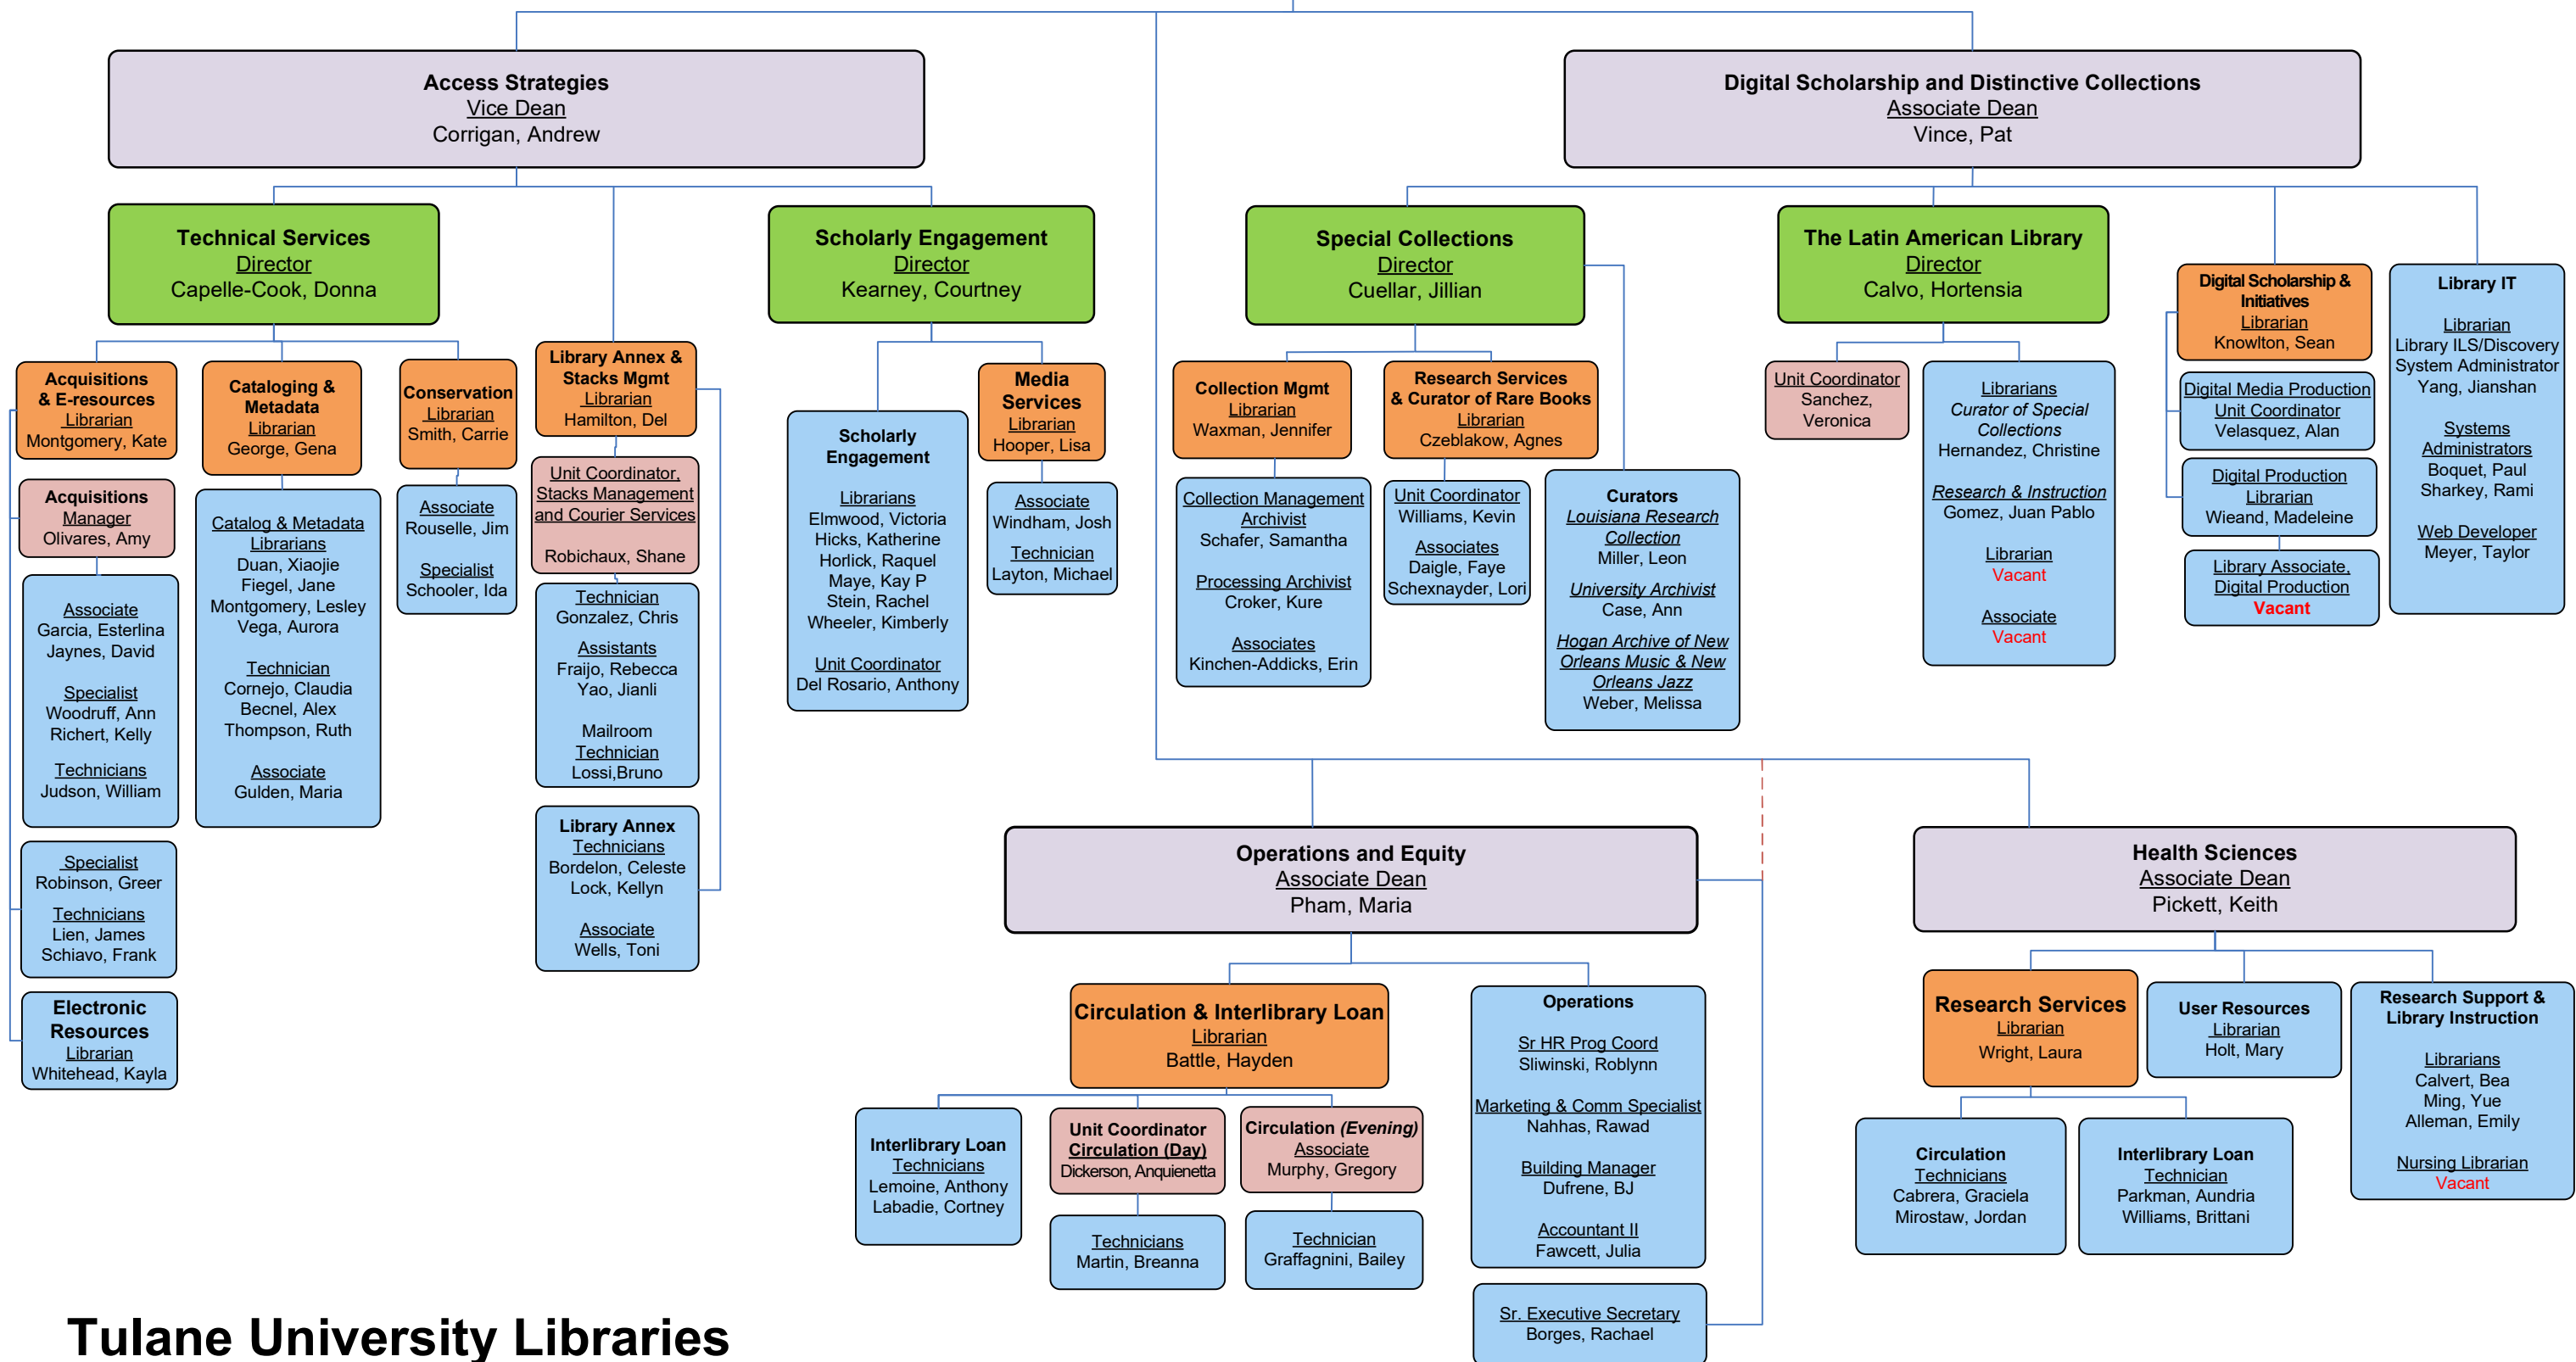 Access Strategies
Vice Dean
Corrigan, Andrew
Digital Scholarship and Distinctive Collections
Associate Dean
Vince, Pat
Technical Services
Director
Capelle-Cook, Donna
Scholarly Engagement
Director
Kearney, Courtney
Special Collections
Director
Cuellar, Jillian
The Latin American Library
Director
Calvo, Hortensia
Acquisitions
& E-resources
Librarian
Montgomery, Kate
Acquisitions
Manager
Olivares, Amy
Associate
Garcia, Esterlina
Jaynes, David
Specialist
Woodruff, Ann
Richert, Kelly
Technicians
Judson, William
Specialist
Robinson, Greer
Technicians
Lien, James
Schiavo, Frank
Electronic
Resources
Librarian
Whitehead, Kayla
Cataloging &
Metadata
Librarian
George, Gena
Catalog & Metadata
Librarians
Duan, Xiaojie
Fiegel, Jane
Montgomery, Lesley
Vega, Aurora
Technician
Cornejo, Claudia
Becnel, Alex
Thompson, Ruth
Associate
Gulden, Maria
Conservation
Librarian
Smith, Carrie
Associate
Rouselle, Jim
Specialist
Schooler, Ida
Library Annex &
Stacks Mgmt
Librarian
Hamilton, Del
Unit Coordinator,
Stacks Management
and Courier Services
Robichaux, Shane
Technician
Gonzalez, Chris
Assistants
Fraijo, Rebecca
Yao, Jianli
Mailroom
Technician
Lossi,Bruno
Library Annex
Technicians
Bordelon, Celeste
Lock, Kellyn
Associate
Wells, Toni
Scholarly
Engagement
Librarians
Elmwood, Victoria
Hicks, Katherine
Horlick, Raquel
Maye, Kay P
Stein, Rachel
Wheeler, Kimberly
Unit Coordinator
Del Rosario, Anthony
Media
Services
Librarian
Hooper, Lisa
Associate
Windham, Josh
Technician
Layton, Michael
Collection Mgmt
Librarian
Waxman, Jennifer
Collection Management
Archivist
Schafer, Samantha
Processing Archivist
Croker, Kure
Associates
Kinchen-Addicks, Erin
Research Services
& Curator of Rare Books
Librarian
Czeblakow, Agnes
Unit Coordinator
Williams, Kevin
Associates
Daigle, Faye
Schexnayder, Lori
Curators
Louisiana Research
Collection
Miller, Leon
University Archivist
Case, Ann
Hogan Archive of New
Orleans Music & New
Orleans Jazz
Weber, Melissa
Unit Coordinator
Sanchez,
Veronica
Librarians
Curator of Special
Collections
Hernandez, Christine
Research & Instruction
Gomez, Juan Pablo
Librarian
Vacant
Associate
Vacant
Digital Scholarship &
Initiatives
Librarian
Knowlton, Sean
Digital Media Production
Unit Coordinator
Velasquez, Alan
Digital Production
Librarian
Wieand, Madeleine
Library Associate,
Digital Production
Vacant
Library IT
Librarian
Library ILS/Discovery
System Administrator
Yang, Jianshan
Systems
Administrators
Boquet, Paul
Sharkey, Rami
Web Developer
Meyer, Taylor
Operations and Equity
Associate Dean
Pham, Maria
Circulation & Interlibrary Loan
Librarian
Battle, Hayden
Interlibrary Loan
Technicians
Lemoine, Anthony
Labadie, Cortney
Unit Coordinator
Circulation (Day)
Dickerson, Anquienetta
Technicians
Martin, Breanna
Circulation (Evening)
Associate
Murphy, Gregory
Technician
Graffagnini, Bailey
Operations
Sr HR Prog Coord
Sliwinski, Roblynn
Marketing & Comm Specialist
Nahhas, Rawad
Building Manager
Dufrene, BJ
Accountant II
Fawcett, Julia
Sr. Executive Secretary
Borges, Rachael
Health Sciences
Associate Dean
Pickett, Keith
Research Services
Librarian
Wright, Laura
Circulation
Technicians
Cabrera, Graciela
Mirostaw, Jordan
Interlibrary Loan
Technician
Parkman, Aundria
Williams, Brittani
User Resources
Librarian
Holt, Mary
Research Support &
Library Instruction
Librarians
Calvert, Bea
Ming, Yue
Alleman, Emily
Nursing Librarian
Vacant
Tulane University Libraries